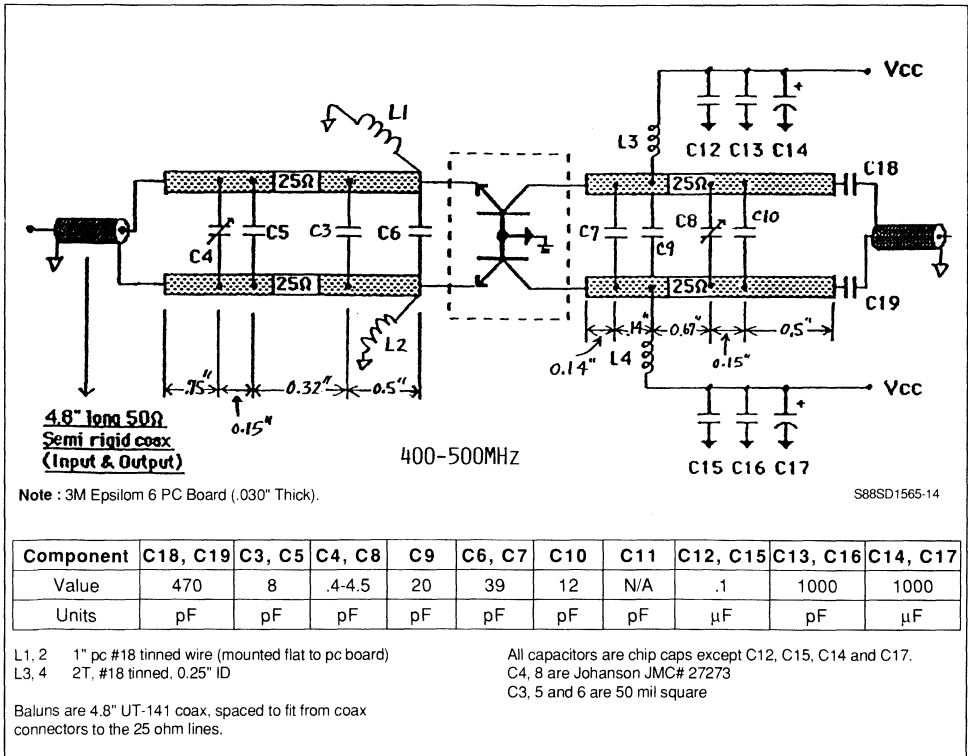 VCC
L1
L3
C12 C13 C14
C18
25Ω
25Ω
C4
C5
C3
C6
C7
C9
C8
C10
25Ω
25Ω
C19
L2
L4
.75"
0.15"
0.32"
0.5"
0.14"
.14"
0.67"
0.15"
0.5"
VCC
4.8" long 50Ω
Semi rigid coax
(Input & Output)
400-500MHz
C15 C16 C17
Note : 3M Epsilom 6 PC Board (.030" Thick).
S88SD1565-14
Component C18, C19 C3, C5 C4, C8 C9 C6, C7 C10 C11 C12, C15 C13, C16 C14, C17
Value 470 8 .4-4.5 20 39 12 N/A .1 1000 1000
Units pF pF pF pF pF pF pF µF pF µF
L1, 2 1" pc #18 tinned wire (mounted flat to pc board)
L3, 4 2T, #18 tinned, 0.25" ID
All capacitors are chip caps except C12, C15, C14 and C17.
C4, 8 are Johanson JMC# 27273
C3, 5 and 6 are 50 mil square
Baluns are 4.8" UT-141 coax, spaced to fit from coax
connectors to the 25 ohm lines.